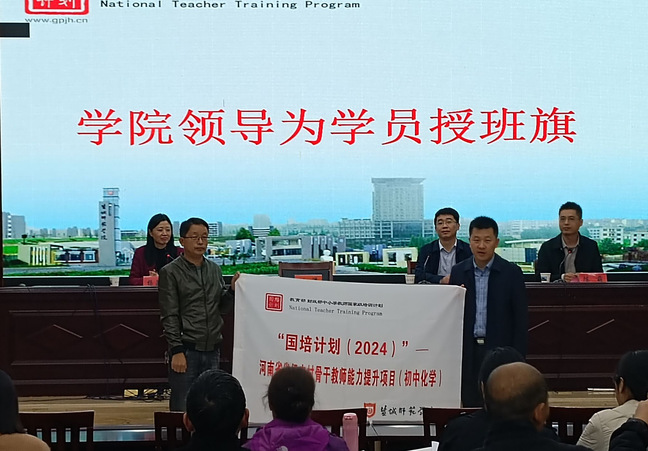 National Teacher Training Program
www.gpjh.cn
学院领导为学员授班旗
National Teacher Training Program
“国培计划（2024）”—
骨干教师能力提升项目（初中化学）